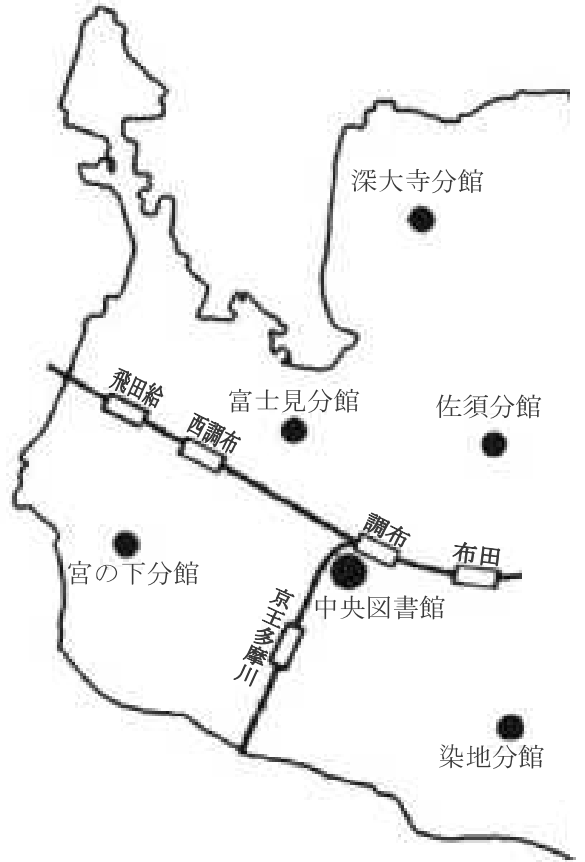 深大寺分館
飛田給
西調布
富士見分館
佐須分館
調布
布田
宮の下分館
中央図書館
京王多摩川
染地分館